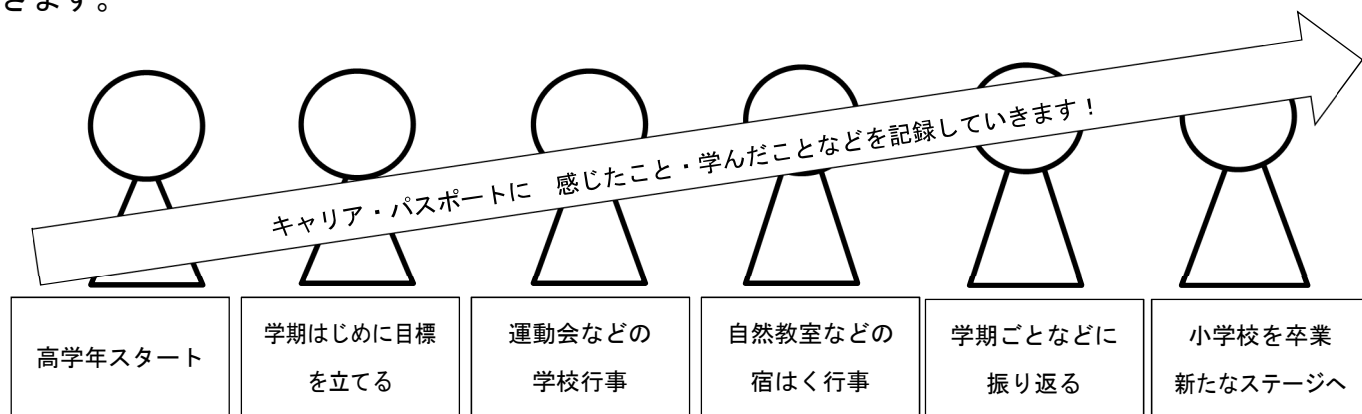 きます。
キャリア・パスポートに　感じたこと・学んだことなどを記録していきます！
高学年スタート
学期はじめに目標
を立てる
運動会などの
学校行事
自然教室などの
宿はく行事
学期ごとなどに
振り返る
小学校を卒業
新たなステージへ